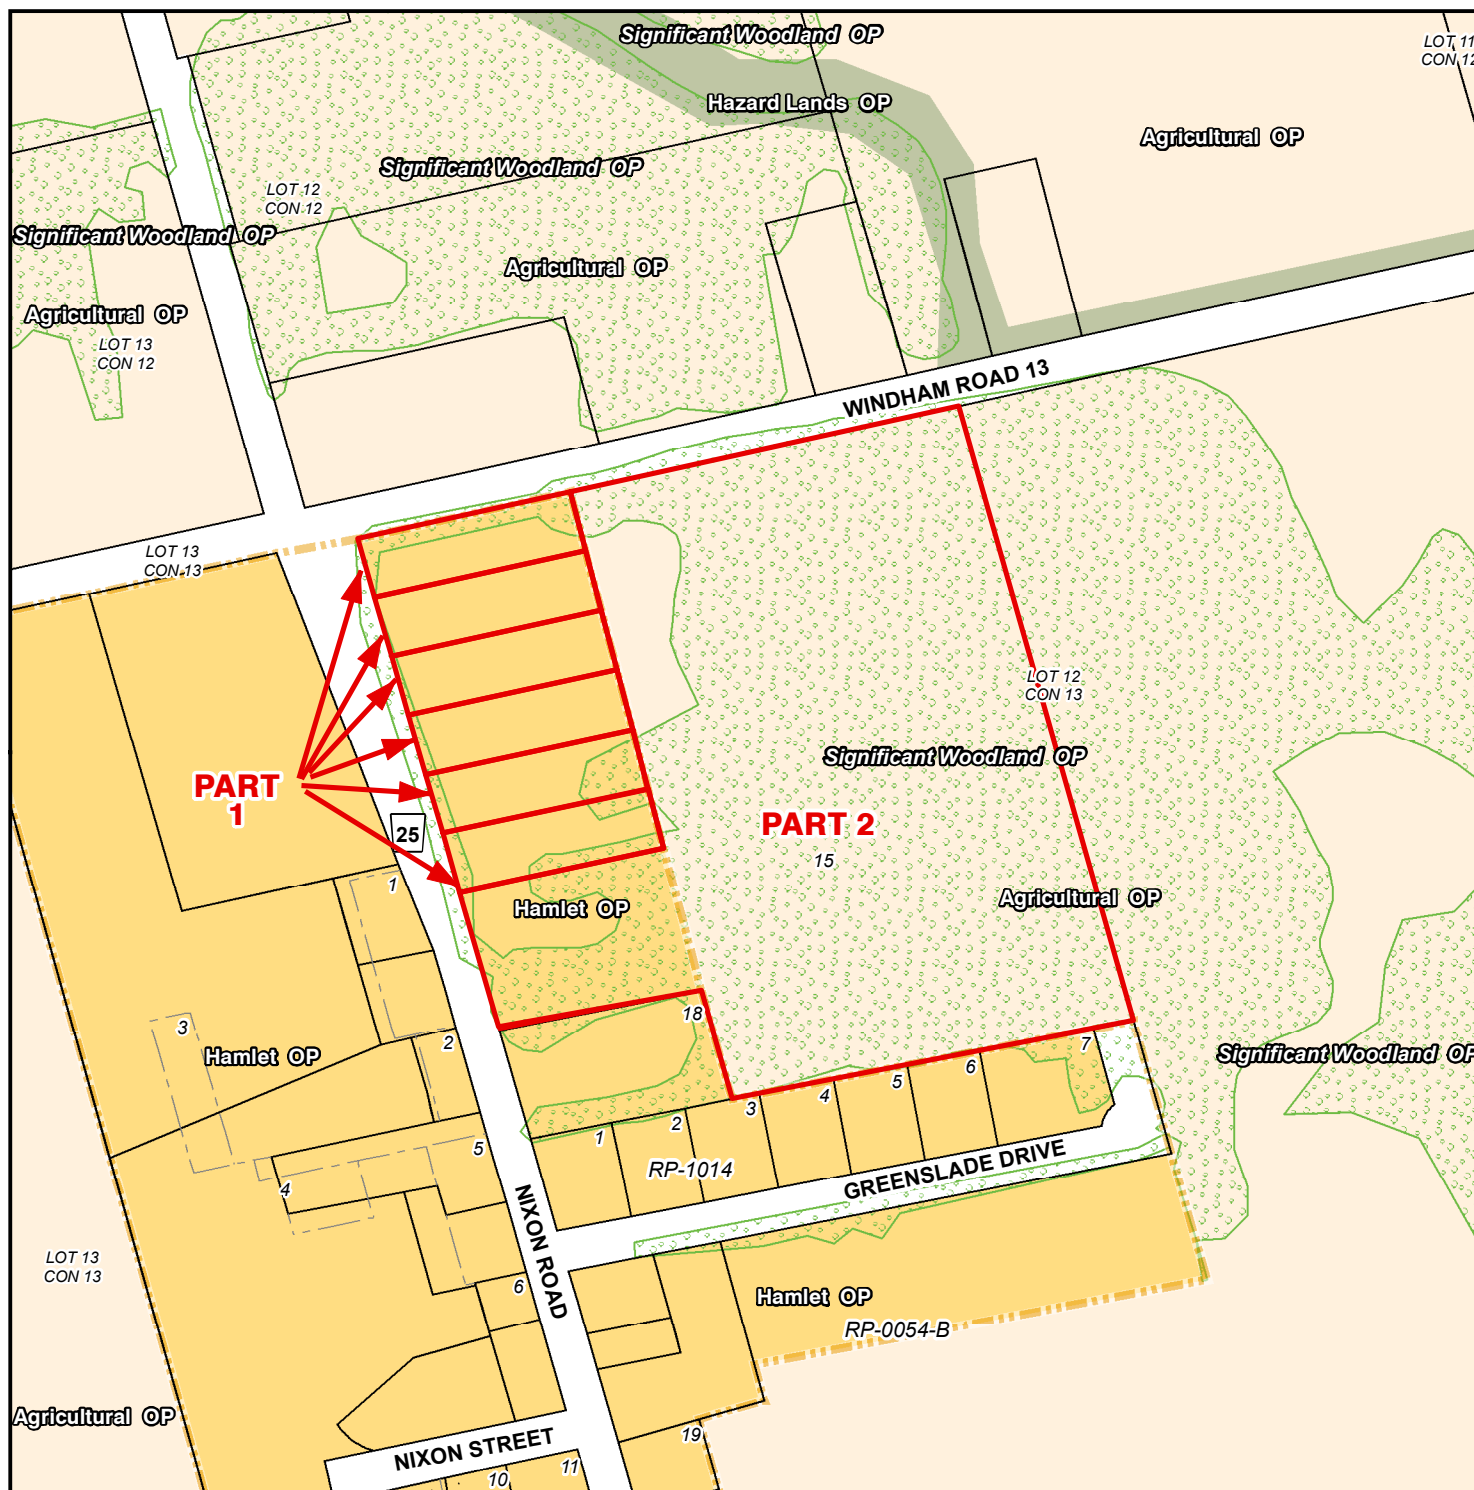 Significant Woodland OP
LOT 11
CON 12
Hazard Lands OP
Agricultural OP
Significant Woodland OP
LOT 12
CON 12
Significant Woodland OP
Agricultural OP
Agricultural OP
LOT 13
CON 12
WINDHAM ROAD 13
LOT 13
CON 13
LOT 12
CON 13
Significant Woodland OP
PART
1
PART 2
25
15
1
Agricultural OP
Hamlet OP
18
3
2
7
Hamlet OP
Significant Woodland OP
6
5
4
3
2
1
5
RP-1014
GREENSLADE DRIVE
4
NIXON ROAD
LOT 13
CON 13
6
Hamlet OP
RP-0054-B
Agricultural OP
19
NIXON STREET
11
10